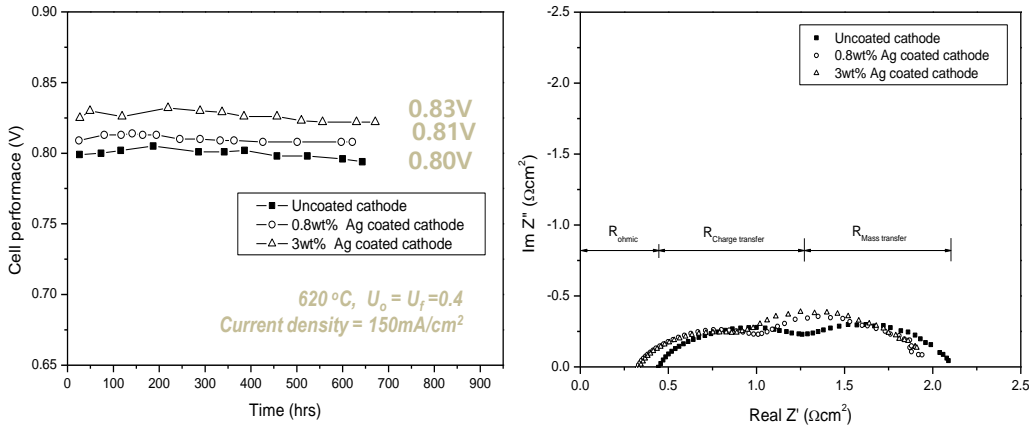 0.90
0.85
0.80
0.75
0.70
0.65
Cell performace (V)
0.83V
0.81V
0.80V
Uncoated cathode
0.8wt% Ag coated cathode
3wt% Ag coated cathode
620 °C, Uo = Uf =0.4
Current density = 150mA/cm²
0 100 200 300 400 500 600 700 800 900
Time (hrs)
-2.5
-2.0
-1.5
-1.0
-0.5
0.0
Im Z" (Ωcm²)
Uncoated cathode
0.8wt% Ag coated cathode
3wt% Ag coated cathode
Rohmic RCharge transfer RMass transfer
0.0 0.5 1.0 1.5 2.0 2.5
Real Z' (Ωcm²)